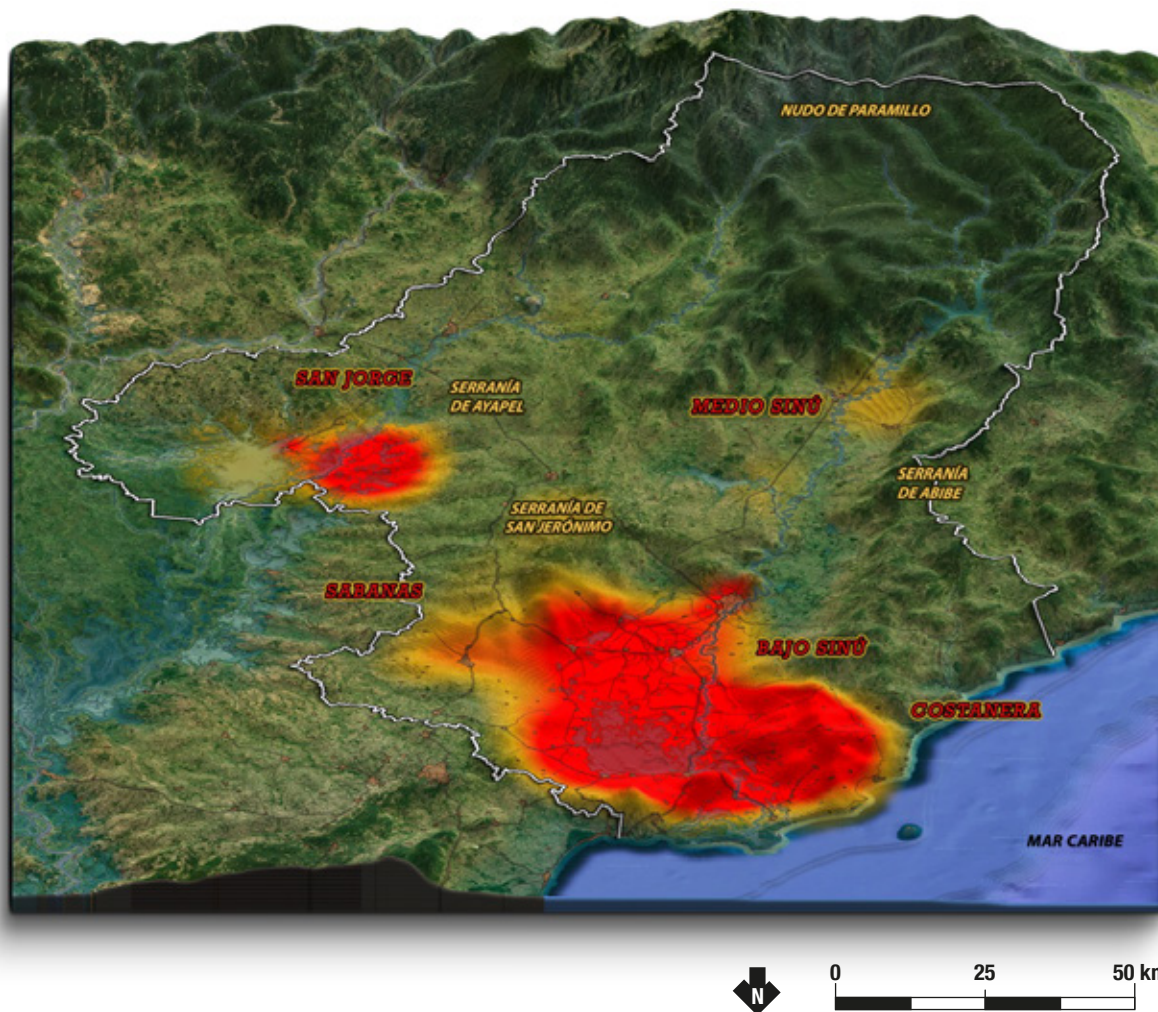 NUDO DE PARAMILLO
SAN JORGE
SERRANÍA
DE AYAPEL
MEDIO SINÚ
SERRANÍA
DE ABIBE
SERRANÍA DE
SAN JERÓNIMO
SABANAS
BAJO SINÚ
COSTANERA
MAR CARIBE
N
0 25 50 km